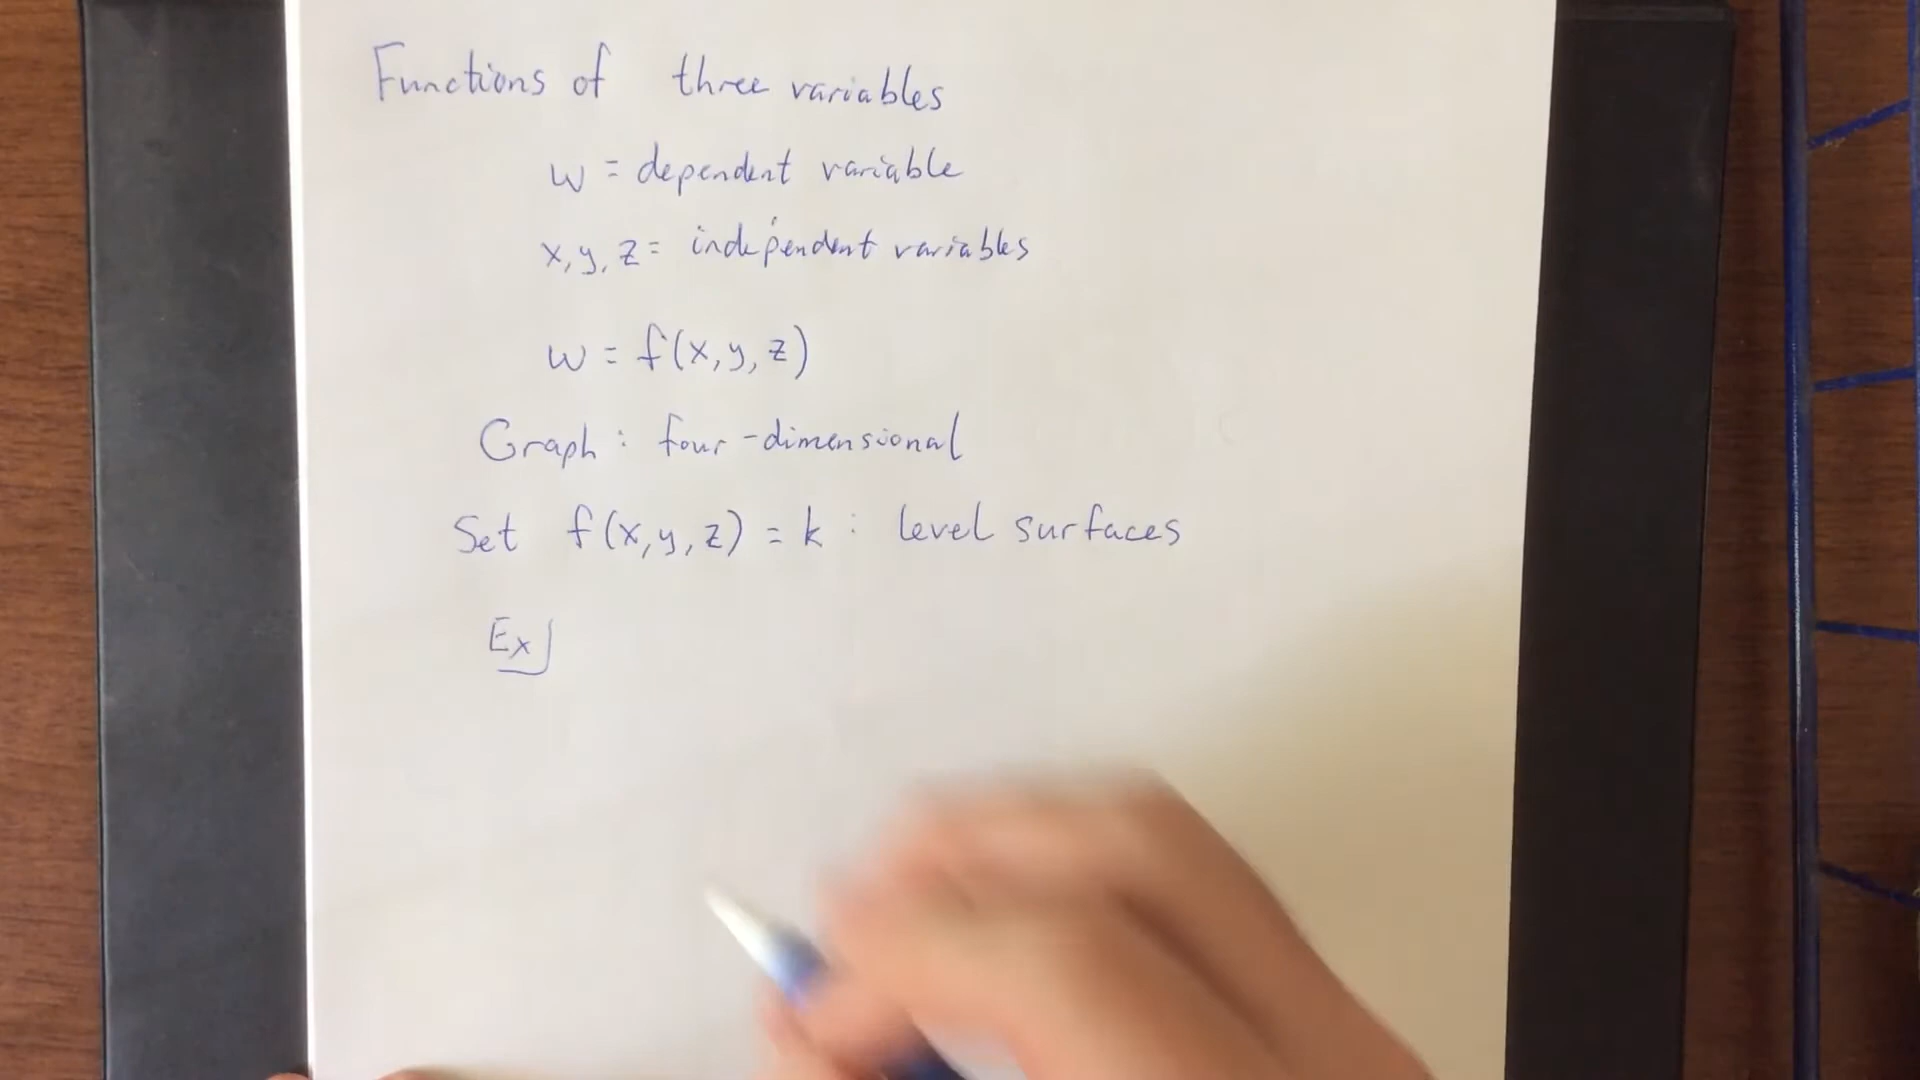 Functions of three variables
w = dependent variable
x, y, z = independent variables
w = f(x, y, z)
Graph : four-dimensional
Set f(x, y, z) = k : level surfaces
Ex